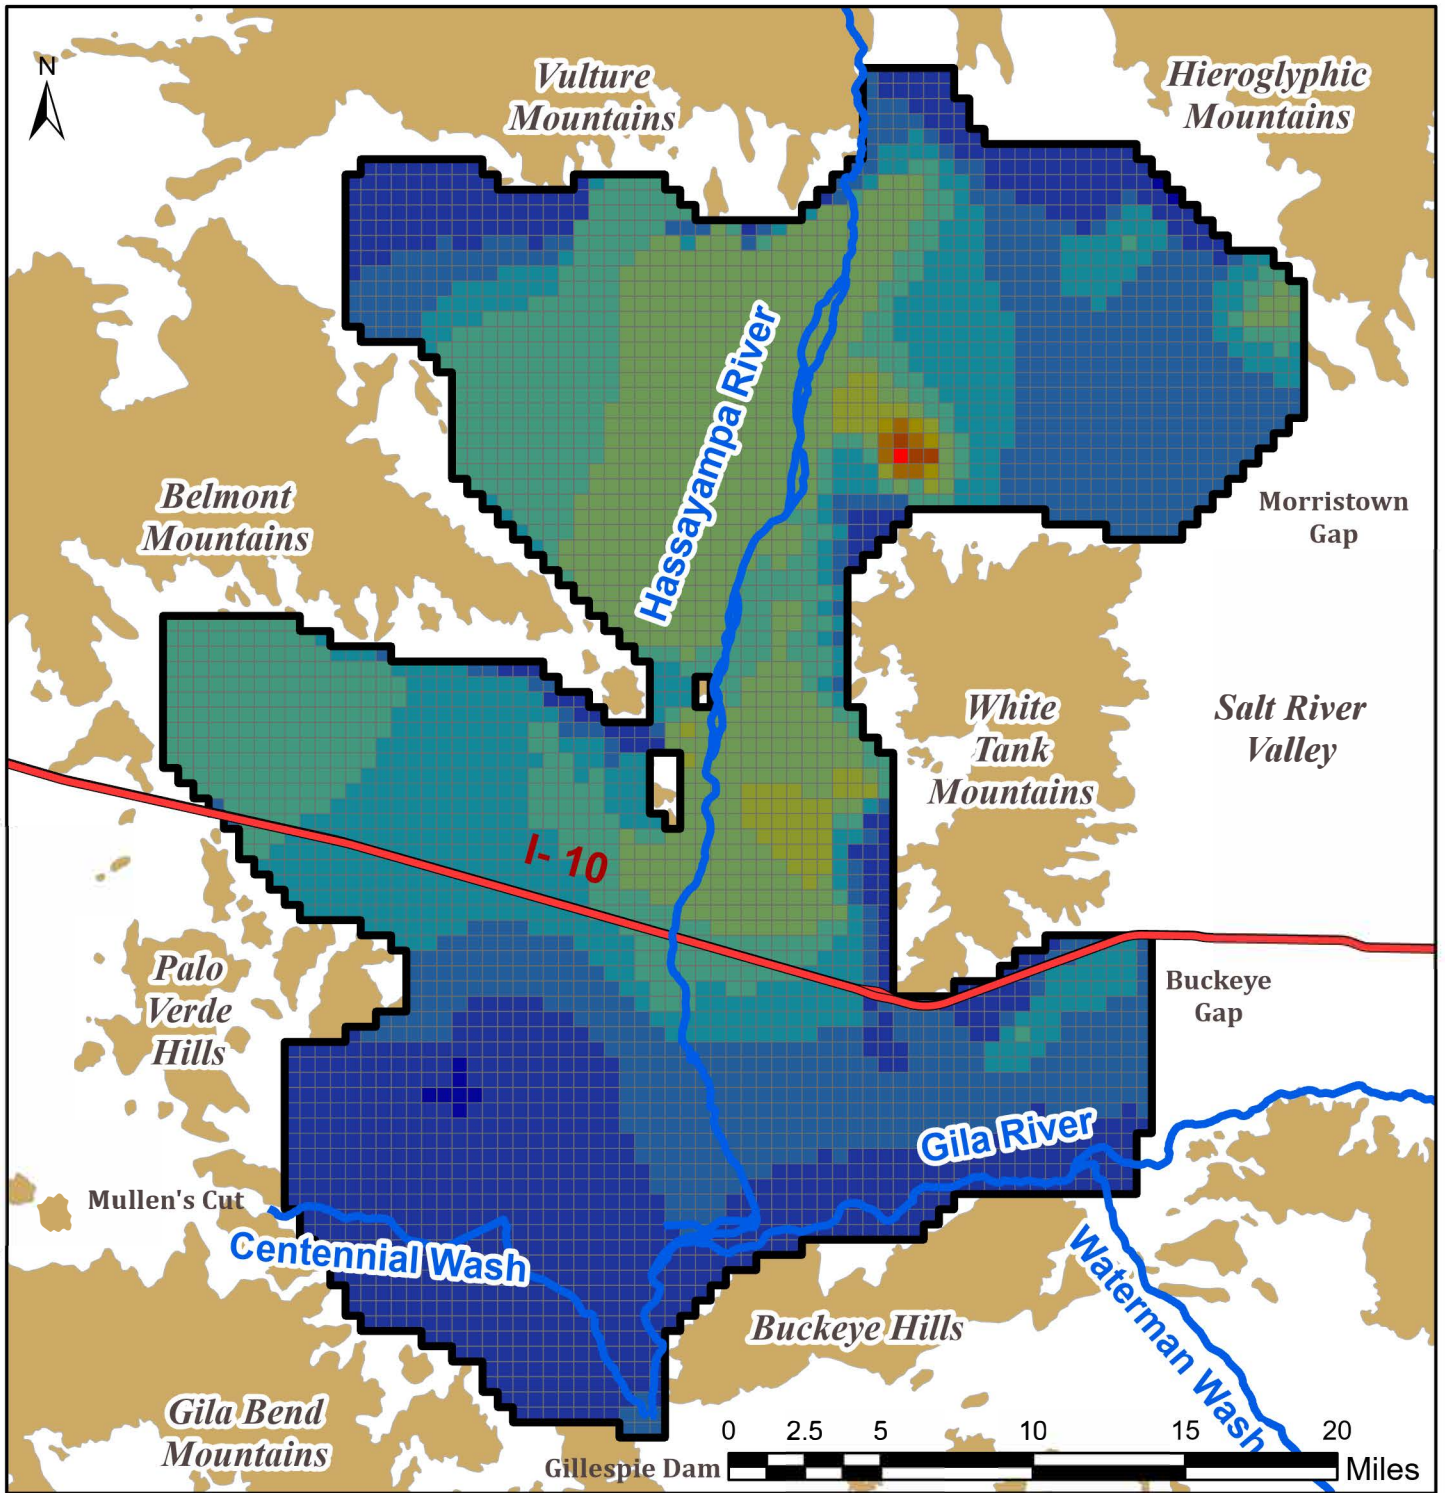 N
Vulture
Mountains
Hieroglyphic
Mountains
Hassayampa River
Belmont
Mountains
Morristown
Gap
White
Tank
Mountains
Salt River
Valley
I- 10
Palo
Verde
Hills
Buckeye
Gap
Gila River
Mullen's Cut
Centennial Wash
Waterman Wash
Buckeye Hills
Gila Bend
Mountains
Gillespie Dam
0 2.5 5 10 15 20
Miles